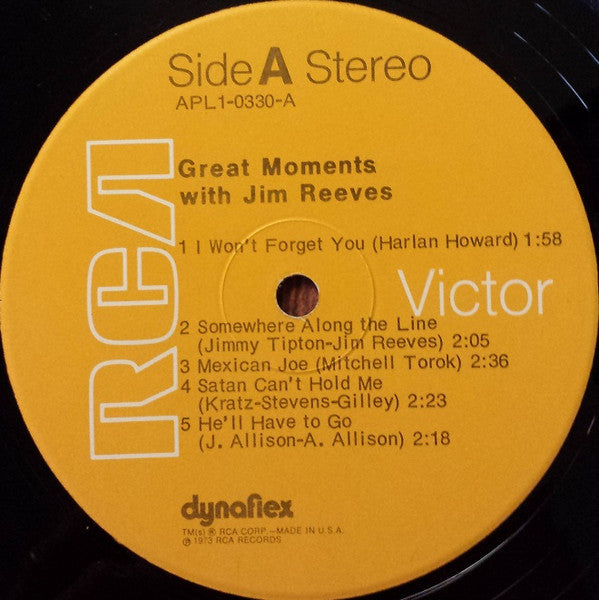 Side A Stereo
APL1-0330-A
RCA
Great Moments
with Jim Reeves
1 I Won't Forget You (Harlan Howard) 1:58
Victor
2 Somewhere Along the Line
(Jimmy Tipton-Jim Reeves) 2:05
3 Mexican Joe (Mitchell Torok) 2:36
4 Satan Can't Hold Me
(Kratz-Stevens-Gilley) 2:23
5 He'll Have to Go
(J. Allison-A. Allison) 2:18
dynaflex
TM(s) ® RCA CORP.—MADE IN U.S.A.
℗ 1973 RCA RECORDS